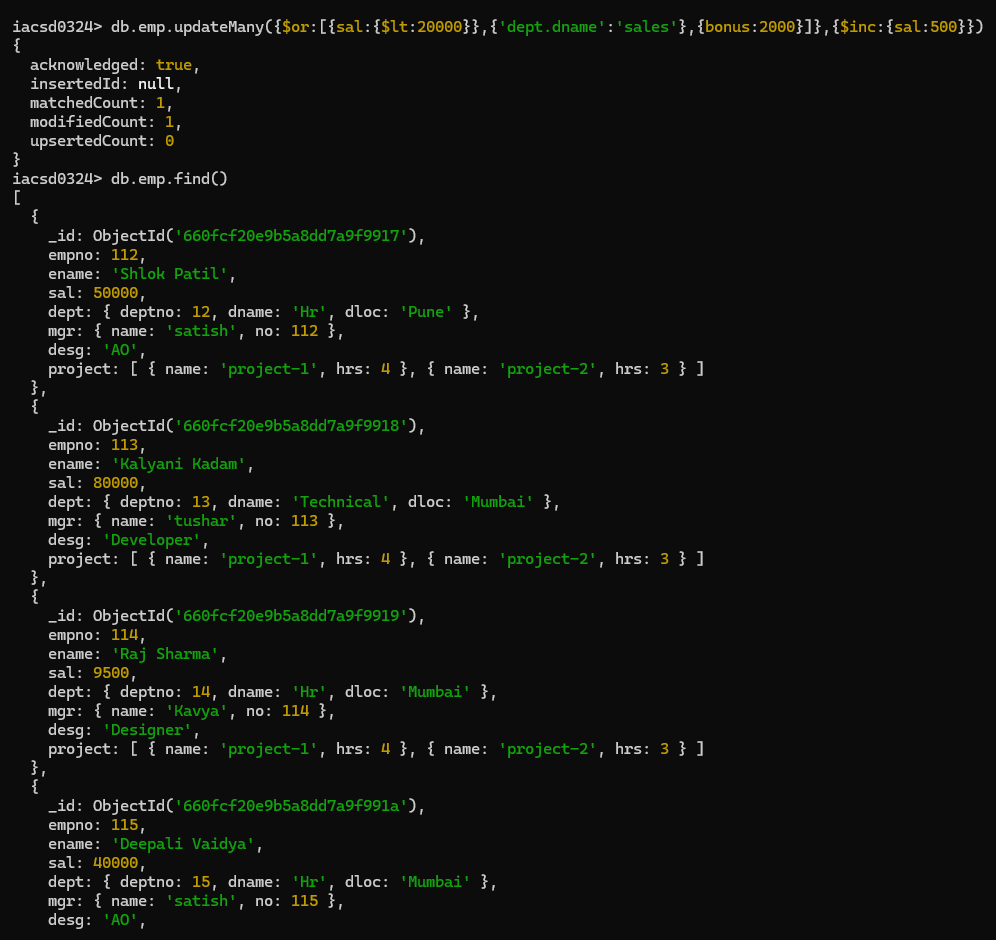 iacsd0324> db.emp.updateMany({$or:[{sal:{$lt:20000}},{'dept.dname':'sales'},{bonus:2000}]},{$inc:{sal:500}})
{
  acknowledged: true,
  insertedId: null,
  matchedCount: 1,
  modifiedCount: 1,
  upsertedCount: 0
}
iacsd0324> db.emp.find()
[
  {
    _id: ObjectId('660fcf20e9b5a8dd7a9f9917'),
    empno: 112,
    ename: 'Shlok Patil',
    sal: 50000,
    dept: { deptno: 12, dname: 'Hr', dloc: 'Pune' },
    mgr: { name: 'satish', no: 112 },
    desg: 'AO',
    project: [ { name: 'project-1', hrs: 4 }, { name: 'project-2', hrs: 3 } ]
  },
  {
    _id: ObjectId('660fcf20e9b5a8dd7a9f9918'),
    empno: 113,
    ename: 'Kalyani Kadam',
    sal: 80000,
    dept: { deptno: 13, dname: 'Technical', dloc: 'Mumbai' },
    mgr: { name: 'tushar', no: 113 },
    desg: 'Developer',
    project: [ { name: 'project-1', hrs: 4 }, { name: 'project-2', hrs: 3 } ]
  },
  {
    _id: ObjectId('660fcf20e9b5a8dd7a9f9919'),
    empno: 114,
    ename: 'Raj Sharma',
    sal: 9500,
    dept: { deptno: 14, dname: 'Hr', dloc: 'Mumbai' },
    mgr: { name: 'Kavya', no: 114 },
    desg: 'Designer',
    project: [ { name: 'project-1', hrs: 4 }, { name: 'project-2', hrs: 3 } ]
  },
  {
    _id: ObjectId('660fcf20e9b5a8dd7a9f991a'),
    empno: 115,
    ename: 'Deepali Vaidya',
    sal: 40000,
    dept: { deptno: 15, dname: 'Hr', dloc: 'Mumbai' },
    mgr: { name: 'satish', no: 115 },
    desg: 'AO',